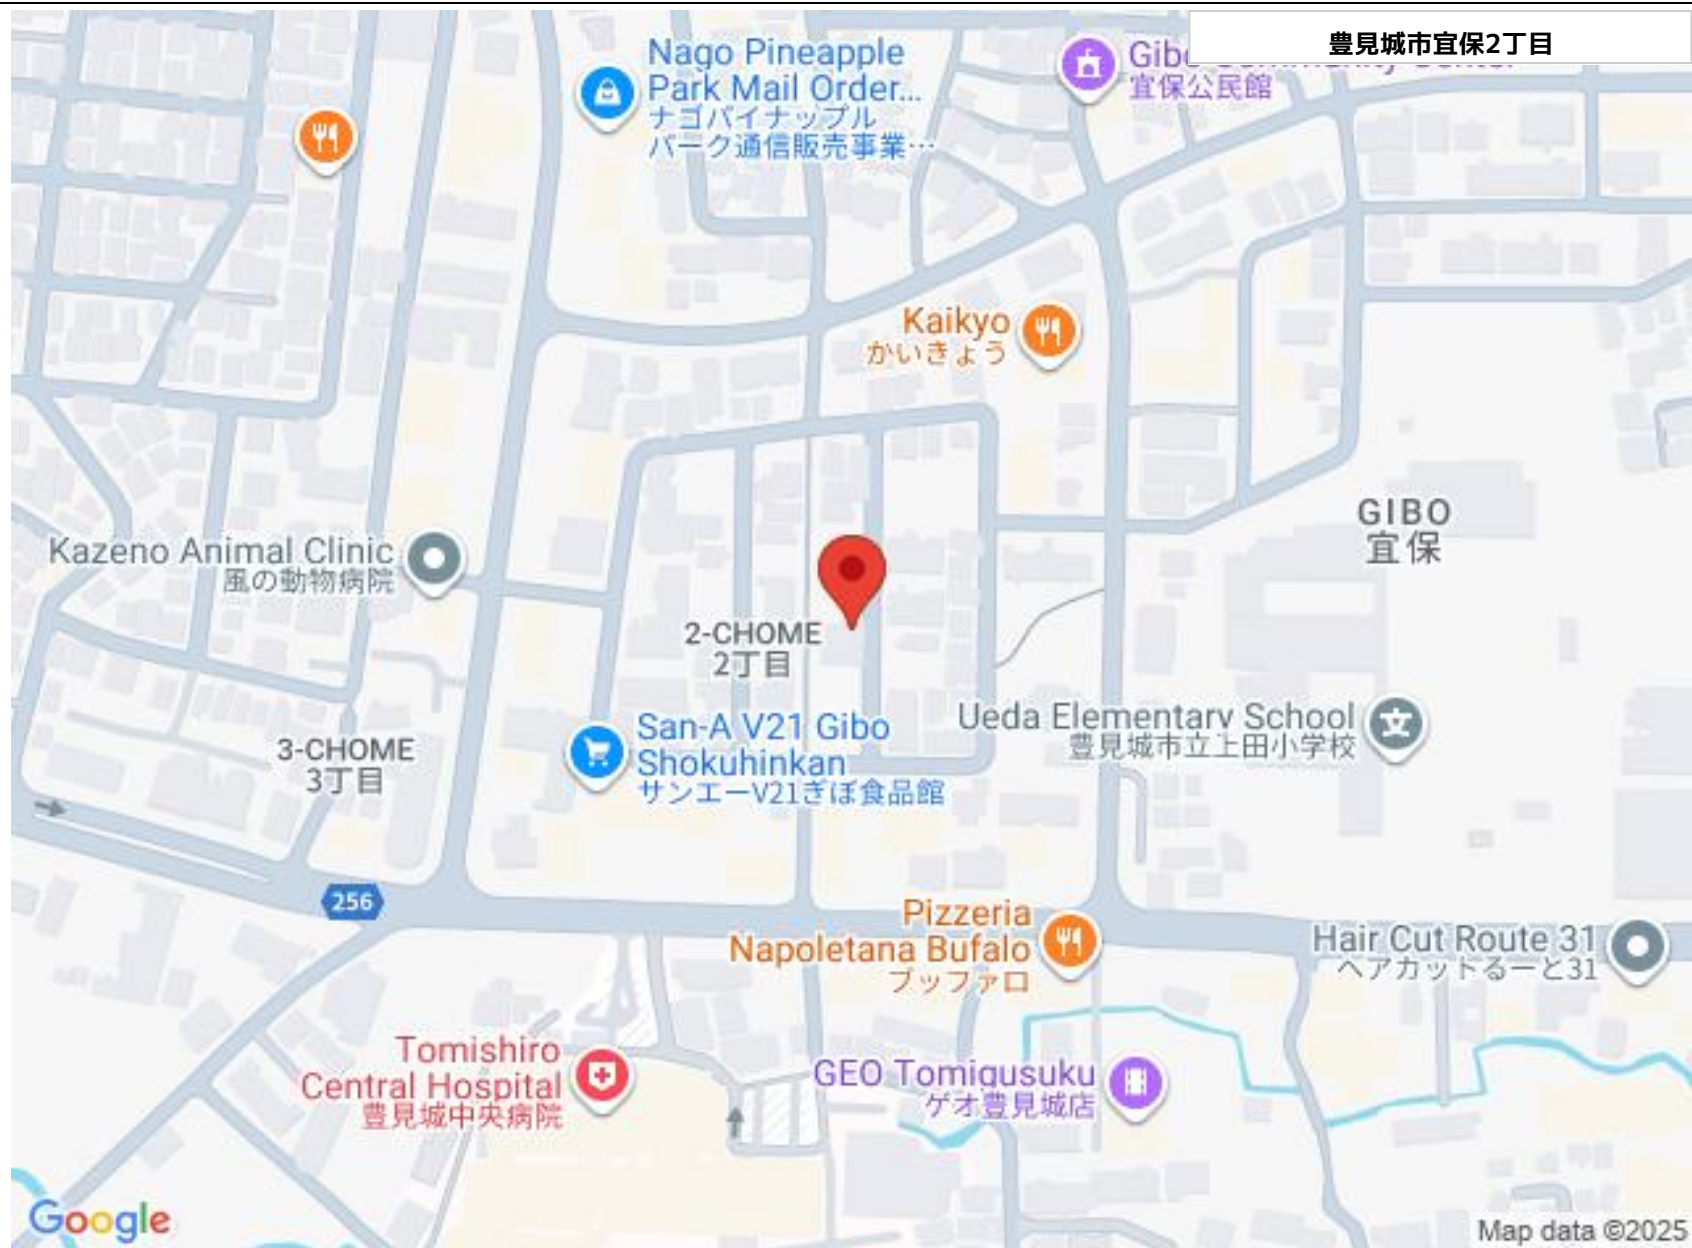 豊見城市宜保2丁目
Nago Pineapple
Park Mail Order...
ナゴパイナップル
パーク通信販売事業…
宜保公民館
Kaikyo
かいきょう
GIBO
宜保
Kazeno Animal Clinic
風の動物病院
2-CHOME
2丁目
San-A V21 Gibo
Shokuhinkan
サンエーV21ぎぼ食品館
Ueda Elementary School
豊見城市立上田小学校
3-CHOME
3丁目
256
Pizzeria
Napoletana Bufalo
ブッファロ
Hair Cut Route 31
ヘアカットるーと31
Tomishiro
Central Hospital
豊見城中央病院
GEO Tomigusuku
ゲオ豊見城店
Google
Map data ©2025